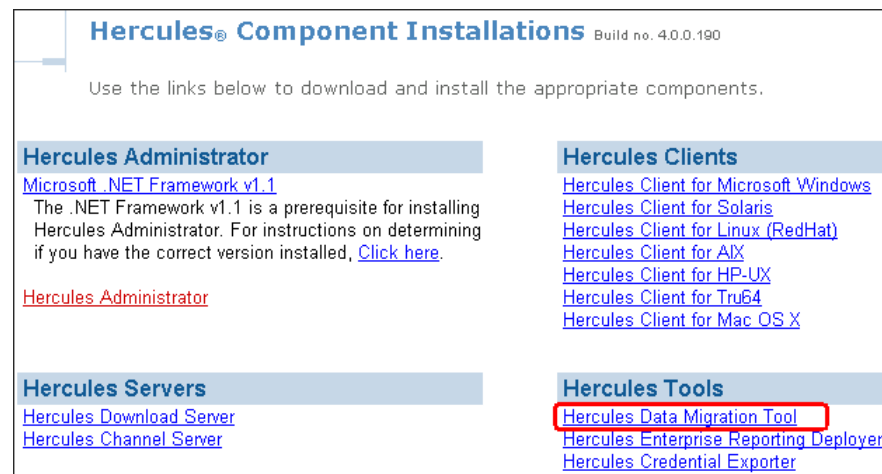 Hercules® Component Installations Build no. 4.0.0.190
Use the links below to download and install the appropriate components.
Hercules Administrator
Microsoft .NET Framework v1.1
The .NET Framework v1.1 is a prerequisite for installing
Hercules Administrator. For instructions on determining
if you have the correct version installed, Click here.
Hercules Administrator
Hercules Clients
Hercules Client for Microsoft Windows
Hercules Client for Solaris
Hercules Client for Linux (RedHat)
Hercules Client for AIX
Hercules Client for HP-UX
Hercules Client for Tru64
Hercules Client for Mac OS X
Hercules Servers
Hercules Download Server
Hercules Channel Server
Hercules Tools
Hercules Data Migration Tool
Hercules Enterprise Reporting Deployer
Hercules Credential Exporter